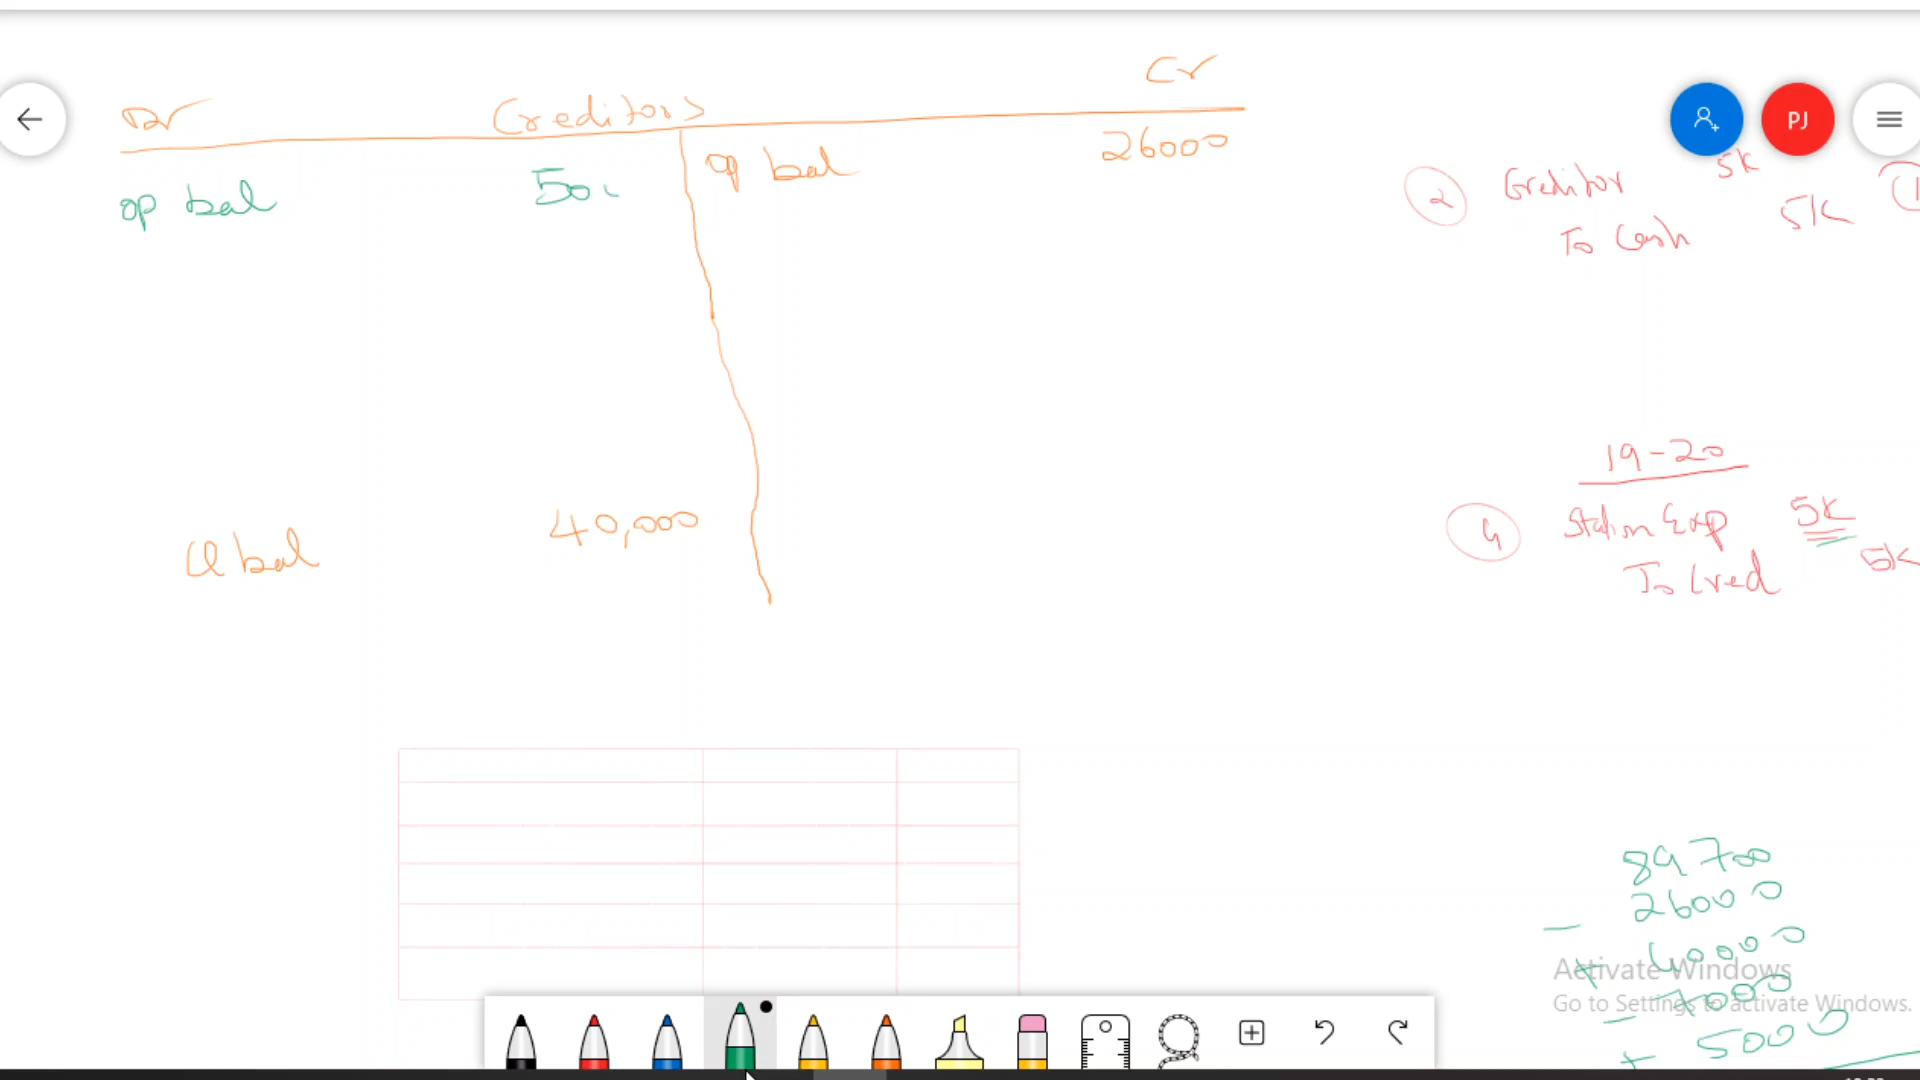 Dr Creditors Cr
op bal 50
op bal 26000
Cl bal 40,000
PJ
2 Creditor 5k
To Cash 5k
1
19-20
4 Station Exp 5k
To Cred 5k
89700
- 26000
+ 40000
- 7000
+ 5000
Activate Windows
Go to Settings to activate Windows.